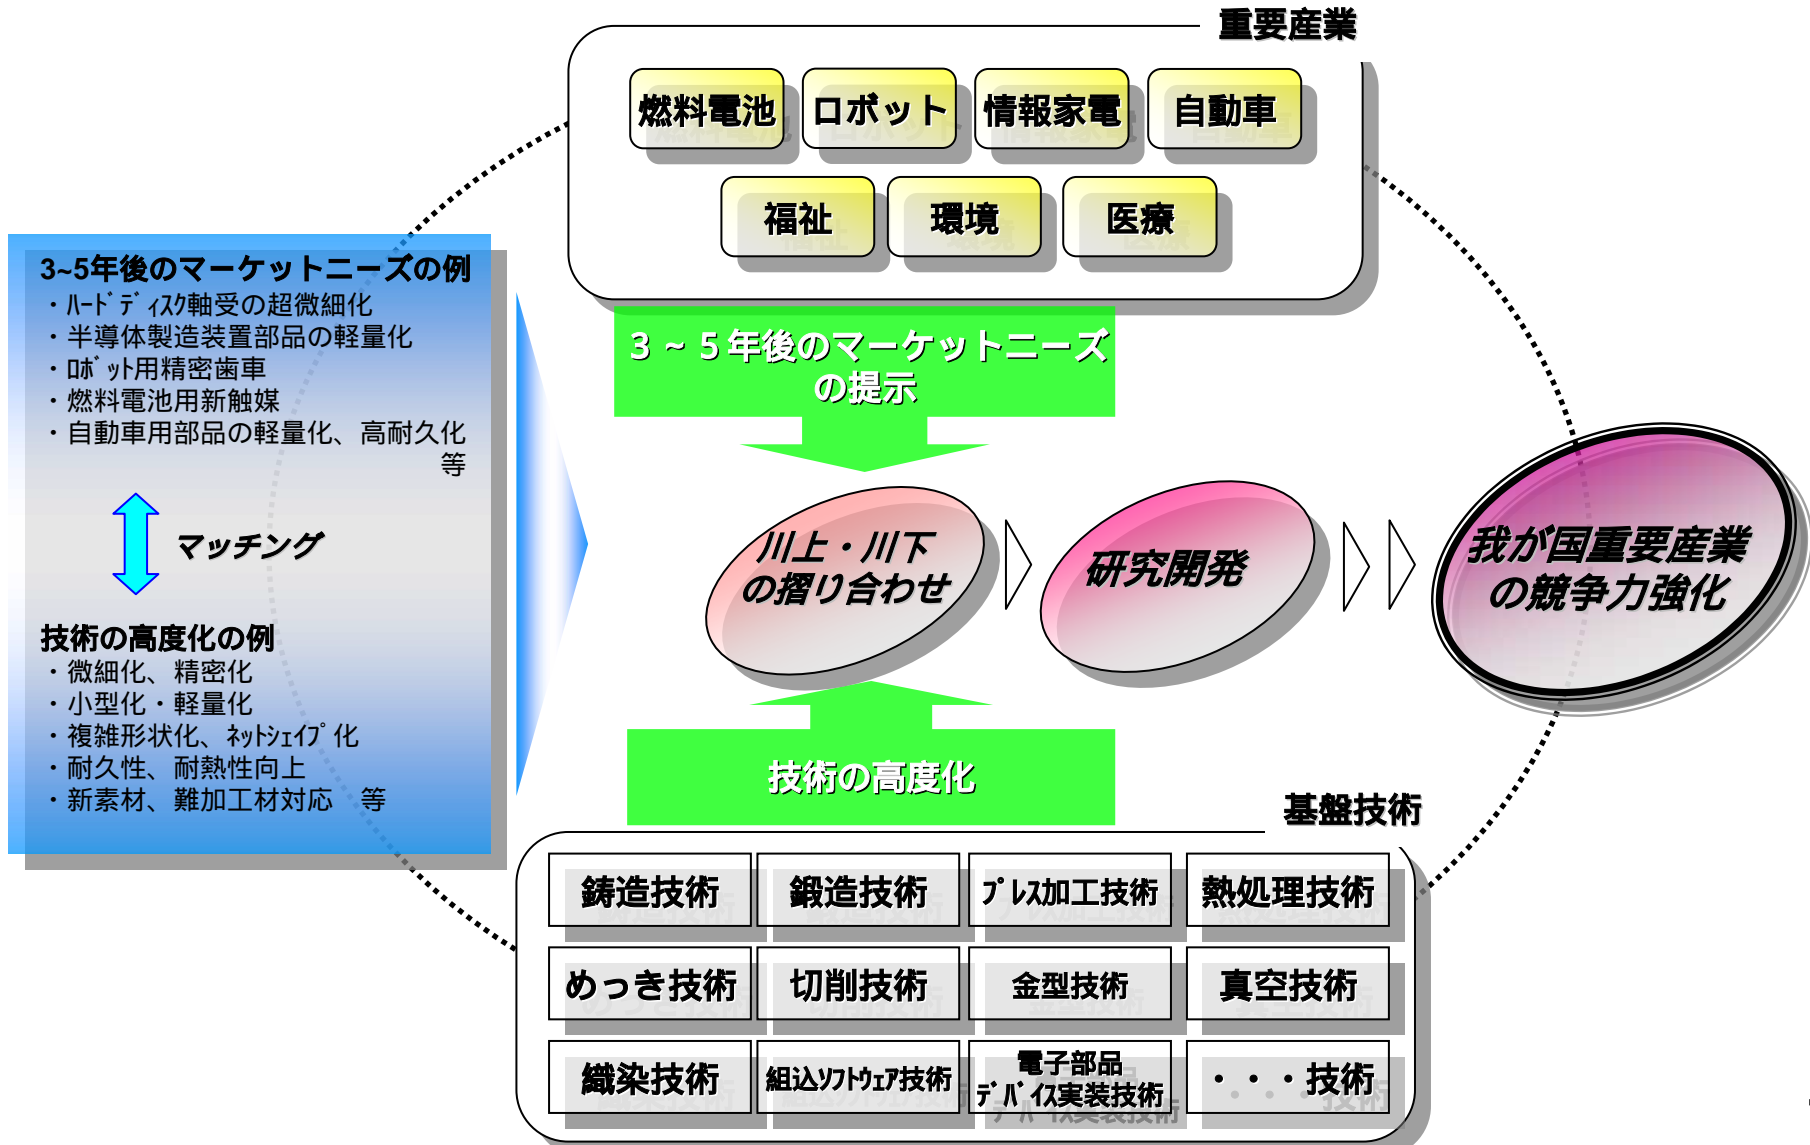 重要産業
燃料電池
ロボット
情報家電
自動車
福祉
環境
医療
3~5年後のマーケットニーズの例
・ﾊｰﾄﾞﾃﾞｨｽｸ軸受の超微細化
・半導体製造装置部品の軽量化
・ﾛﾎﾞｯﾄ用精密歯車
・燃料電池用新触媒
・自動車用部品の軽量化、高耐久化
等
マッチング
技術の高度化の例
・微細化、精密化
・小型化・軽量化
・複雑形状化、ﾈｯﾄｼｪｲﾌﾟ化
・耐久性、耐熱性向上
・新素材、難加工材対応　等
３～５年後のマーケットニーズ
の提示
川上・川下
の摺り合わせ
研究開発
我が国重要産業
の競争力強化
技術の高度化
基盤技術
鋳造技術
鍛造技術
ﾌﾟﾚｽ加工技術
熱処理技術
めっき技術
切削技術
金型技術
真空技術
織染技術
組込ｿﾌﾄｳｪｱ技術
電子部品
ﾃﾞﾊﾞｲｽ実装技術
・・・技術